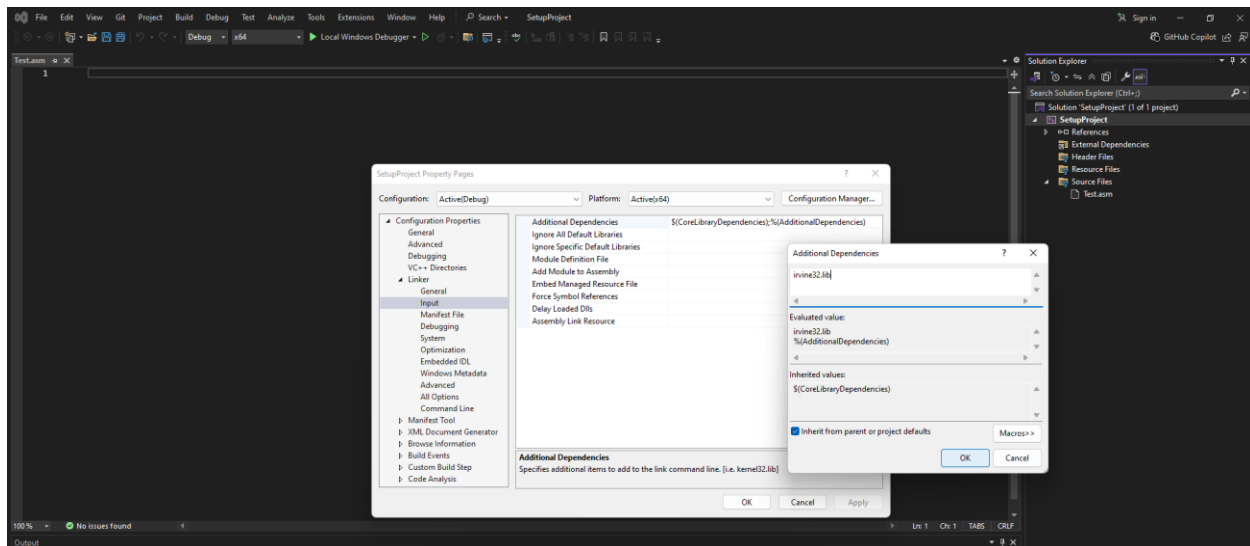 File Edit View Git Project Build Debug Test Analyze Tools Extensions Window Help Search SetupProject Sign in
Debug x64 Local Windows Debugger GitHub Copilot
Test.asm
1
Solution Explorer
Search Solution Explorer (Ctrl+;)
Solution 'SetupProject' (1 of 1 project)
SetupProject
References
External Dependencies
Header Files
Resource Files
Source Files
Test.asm
SetupProject Property Pages ?
Configuration: Active(Debug) Platform: Active(x64) Configuration Manager...
Configuration Properties
General
Advanced
Debugging
VC++ Directories
Linker
General
Input
Manifest File
Debugging
System
Optimization
Embedded IDL
Windows Metadata
Advanced
All Options
Command Line
Manifest Tool
XML Document Generator
Browse Information
Build Events
Custom Build Step
Code Analysis
Additional Dependencies $(CoreLibraryDependencies);%(AdditionalDependencies)
Ignore All Default Libraries
Ignore Specific Default Libraries
Module Definition File
Add Module to Assembly
Embed Managed Resource File
Force Symbol References
Delay Loaded Dlls
Assembly Link Resource
Additional Dependencies
Specifies additional items to add to the link command line. [i.e. kernel32.lib]
OK Cancel Apply
Additional Dependencies ?
irvine32.lib
Evaluated value:
irvine32.lib
%(AdditionalDependencies)
Inherited values:
$(CoreLibraryDependencies)
Inherit from parent or project defaults
Macros>>
OK Cancel
100 % No issues found Ln: 1 Ch: 1 TABS CRLF
Output